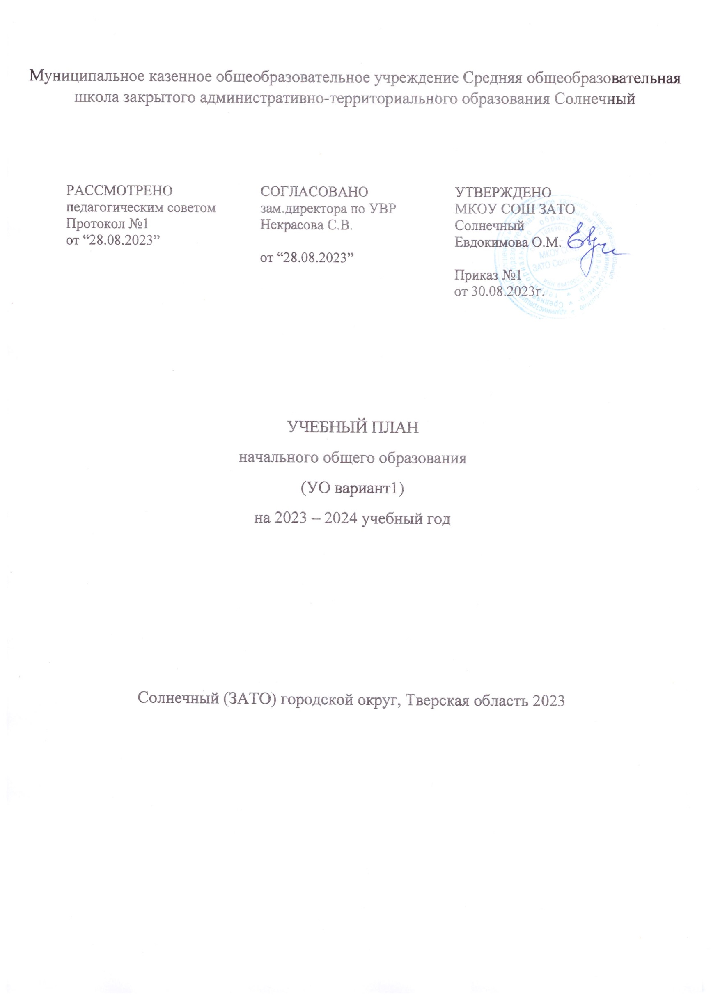 Муниципальное казенное общеобразовательное учреждение Средняя общеобразовательная
школа закрытого административно-территориального образования Солнечный
РАССМОТРЕНО
педагогическим советом
Протокол №1
от “28.08.2023”
СОГЛАСОВАНО
зам.директора по УВР
Некрасова С.В.
от “28.08.2023”
УТВЕРЖДЕНО
МКОУ СОШ ЗАТО
Солнечный
Евдокимова О.М.
Приказ №1
от 30.08.2023г.
МКОУ
ЗАТО
ИНН
УЧЕБНЫЙ ПЛАН
начального общего образования
(УО вариант1)
на 2023 – 2024 учебный год
Солнечный (ЗАТО) городской округ, Тверская область 2023